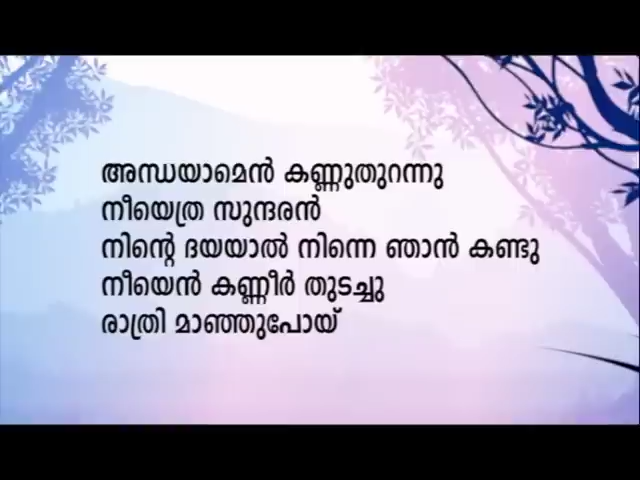 അന്ധയാമെൻ കണ്ണുതുറന്നു
നീയെത്ര സുന്ദരൻ
നിന്റെ ദയയാൽ നിന്നെ ഞാൻ കണ്ടു
നീയെൻ കണ്ണീർ തുടച്ചു
രാത്രി മാഞ്ഞുപോയ്